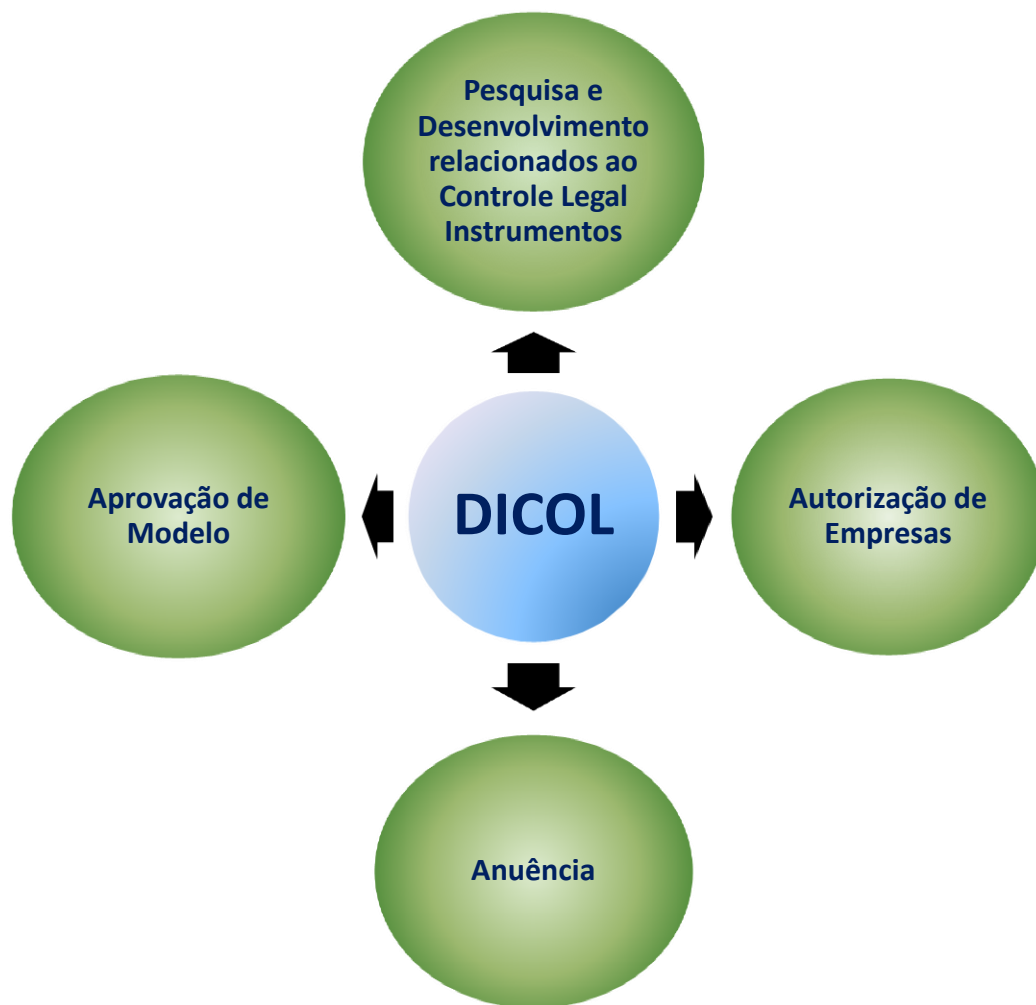 Pesquisa e
Desenvolvimento
relacionados ao
Controle Legal
Instrumentos
Aprovação de
Modelo
DICOL
Autorização de
Empresas
Anuência